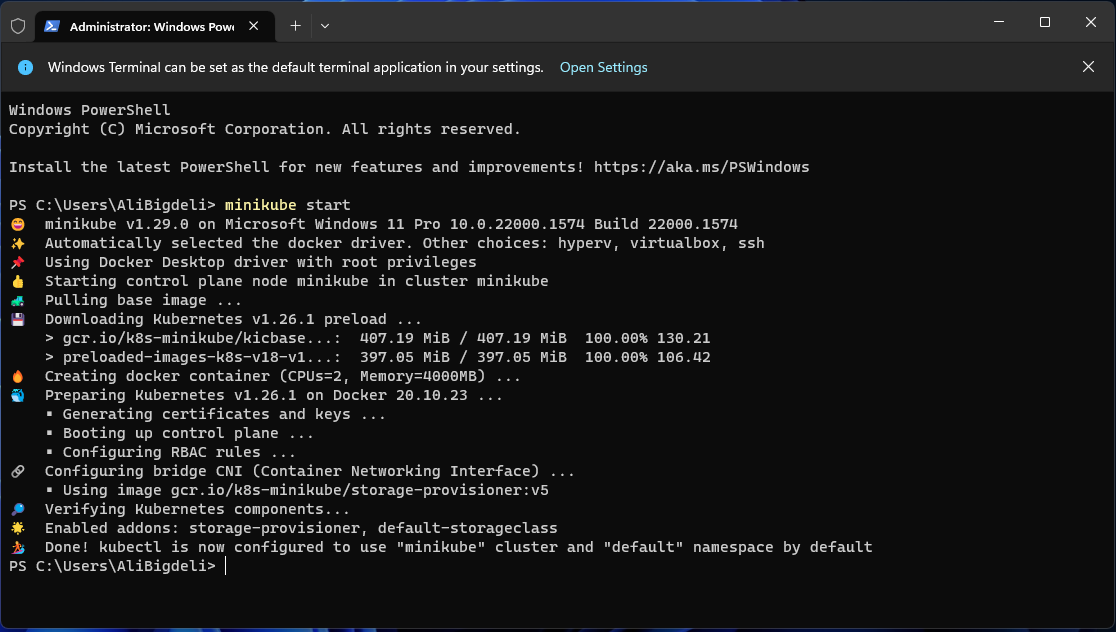 Administrator: Windows Powe
Windows Terminal can be set as the default terminal application in your settings. Open Settings
Windows PowerShell
Copyright (C) Microsoft Corporation. All rights reserved.
Install the latest PowerShell for new features and improvements! https://aka.ms/PSWindows
PS C:\Users\AliBigdeli> minikube start
😄 minikube v1.29.0 on Microsoft Windows 11 Pro 10.0.22000.1574 Build 22000.1574
✨ Automatically selected the docker driver. Other choices: hyperv, virtualbox, ssh
📌 Using Docker Desktop driver with root privileges
👍 Starting control plane node minikube in cluster minikube
🚜 Pulling base image ...
💾 Downloading Kubernetes v1.26.1 preload ...
> gcr.io/k8s-minikube/kicbase...: 407.19 MiB / 407.19 MiB 100.00% 130.21
> preloaded-images-k8s-v18-v1...: 397.05 MiB / 397.05 MiB 100.00% 106.42
🔥 Creating docker container (CPUs=2, Memory=4000MB) ...
🐳 Preparing Kubernetes v1.26.1 on Docker 20.10.23 ...
▪ Generating certificates and keys ...
▪ Booting up control plane ...
▪ Configuring RBAC rules ...
🔗 Configuring bridge CNI (Container Networking Interface) ...
▪ Using image gcr.io/k8s-minikube/storage-provisioner:v5
🔎 Verifying Kubernetes components...
🌟 Enabled addons: storage-provisioner, default-storageclass
🏄 Done! kubectl is now configured to use "minikube" cluster and "default" namespace by default
PS C:\Users\AliBigdeli>